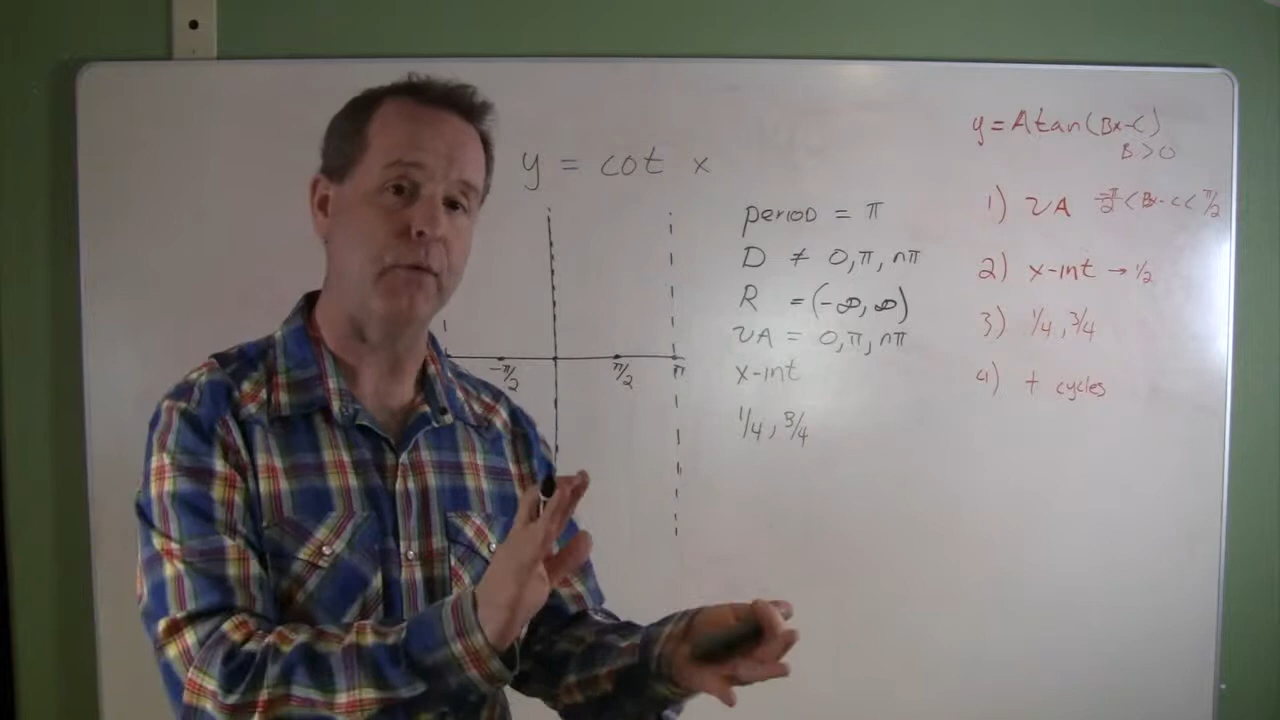 y = cot x
-π/2 π/2 π
period = π
D ≠ 0, π, nπ
R = (-∞, ∞)
VA = 0, π, nπ
x-int
1/4, 3/4
y = A tan(Bx-C)
B > 0
1) VA -π/2 < Bx-C < π/2
2) x-int → 1/2
3) 1/4, 3/4
4) + cycles